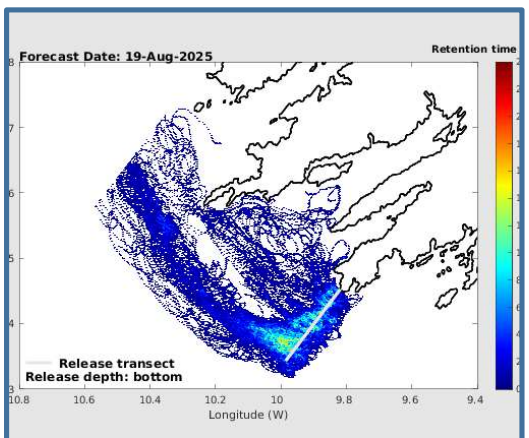 Forecast Date: 19-Aug-2025
Retention time
8
7
6
5
4
3
Release transect
Release depth: bottom
10.8
10.6
10.4
10.2
10
9.8
9.6
9.4
Longitude (W)